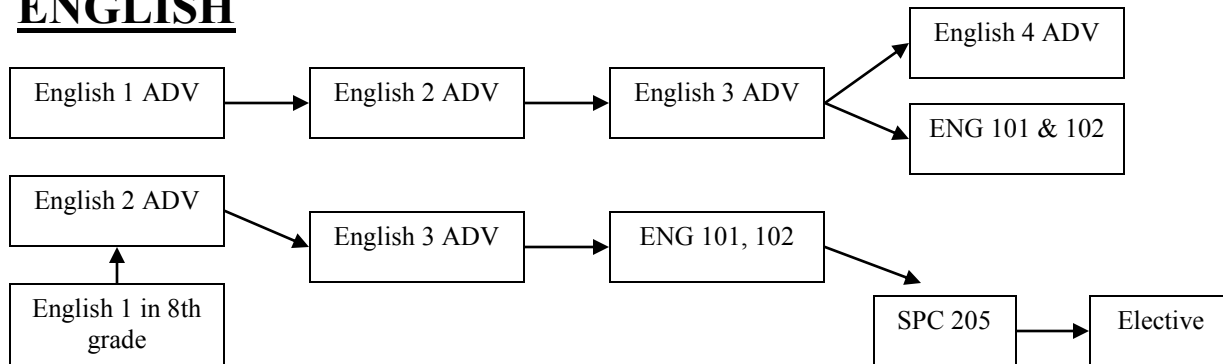 ENGLISH
English 4 ADV
English 1 ADV
English 2 ADV
English 3 ADV
ENG 101 & 102
English 2 ADV
English 3 ADV
ENG 101, 102
English 1 in 8th
grade
SPC 205
Elective